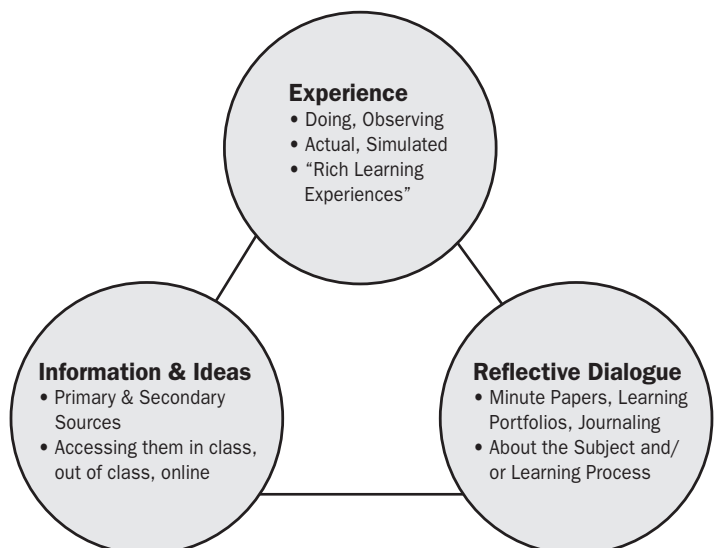 Experience
• Doing, Observing
• Actual, Simulated
• “Rich Learning
Experiences”
Information & Ideas
• Primary & Secondary
Sources
• Accessing them in class,
out of class, online
Reflective Dialogue
• Minute Papers, Learning
Portfolios, Journaling
• About the Subject and/
or Learning Process